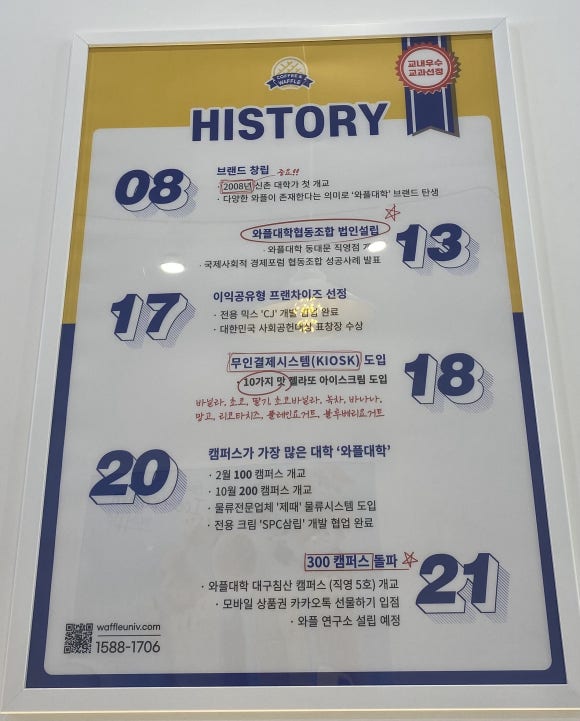 COFFEE &
WAFFLE
교내우수
교과선정
HISTORY
08
브랜드 창립 중요!!
· 2008년 신촌 대학가 첫 개교
· 다양한 와플이 존재한다는 의미로 '와플대학' 브랜드 탄생
13
와플대학협동조합 법인설립
· 와플대학 동대문 직영점
· 국제사회적 경제포럼 협동조합 성공사례 발표
17
이익공유형 프랜차이즈 선정
· 전용 믹스 'CJ' 개발 완료
· 대한민국 사회공헌대상 표창장 수상
18
무인결제시스템(KIOSK) 도입
· 10가지 맛 젤라또 아이스크림 도입
바닐라, 초코, 딸기, 초코바닐라, 녹차, 바나나,
망고, 리코타치즈, 플레인요거트, 블루베리요거트
20
캠퍼스가 가장 많은 대학 '와플대학'
· 2월 100 캠퍼스 개교
· 10월 200 캠퍼스 개교
· 물류전문업체 '제때' 물류시스템 도입
· 전용 크림 'SPC삼립' 개발 협업 완료
21
300 캠퍼스 돌파
· 와플대학 대구침산 캠퍼스 (직영 5호) 개교
· 모바일 상품권 카카오톡 선물하기 입점
· 와플 연구소 설립 예정
waffleuniv.com
1588-1706